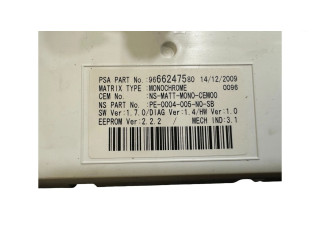 PSA PART No. 9666247580 14/12/2009
MATRIX TYPE :MONOCHROME 0096
CEM No. :NS-MATT-MONO-CEM00
NS PART No. :PE-0004-005-NO-SB
SW Ver:1.7.0/DIAG Ver:1.4/HW Ver:1.0
EEPROM Ver:2.2.2 / MECH IND:3.1